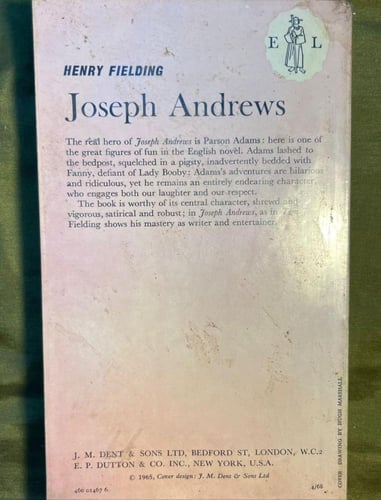 E L
HENRY FIELDING
Joseph Andrews
The real hero of Joseph Andrews is Parson Adams: here is one of
the great figures of fun in the English novel. Adams lashed to
the bedpost, squelched in a pigsty, inadvertently bedded with
Fanny, defiant of Lady Booby: Adams's adventures are hilarious
and ridiculous, yet he remains an entirely endearing character,
who engages both our laughter and our respect.
The book is worthy of its central character, shrewd and
vigorous, satirical and robust; in Joseph Andrews, as in Tom
Fielding shows his mastery as writer and entertainer.
COVER DRAWING BY HUGH MARSHALL
J. M. DENT & SONS LTD, BEDFORD ST, LONDON, W.C.2
E. P. DUTTON & CO. INC., NEW YORK, U.S.A.
© 1965, Cover design: J. M. Dent & Sons Ltd
460 01467 6
4/68